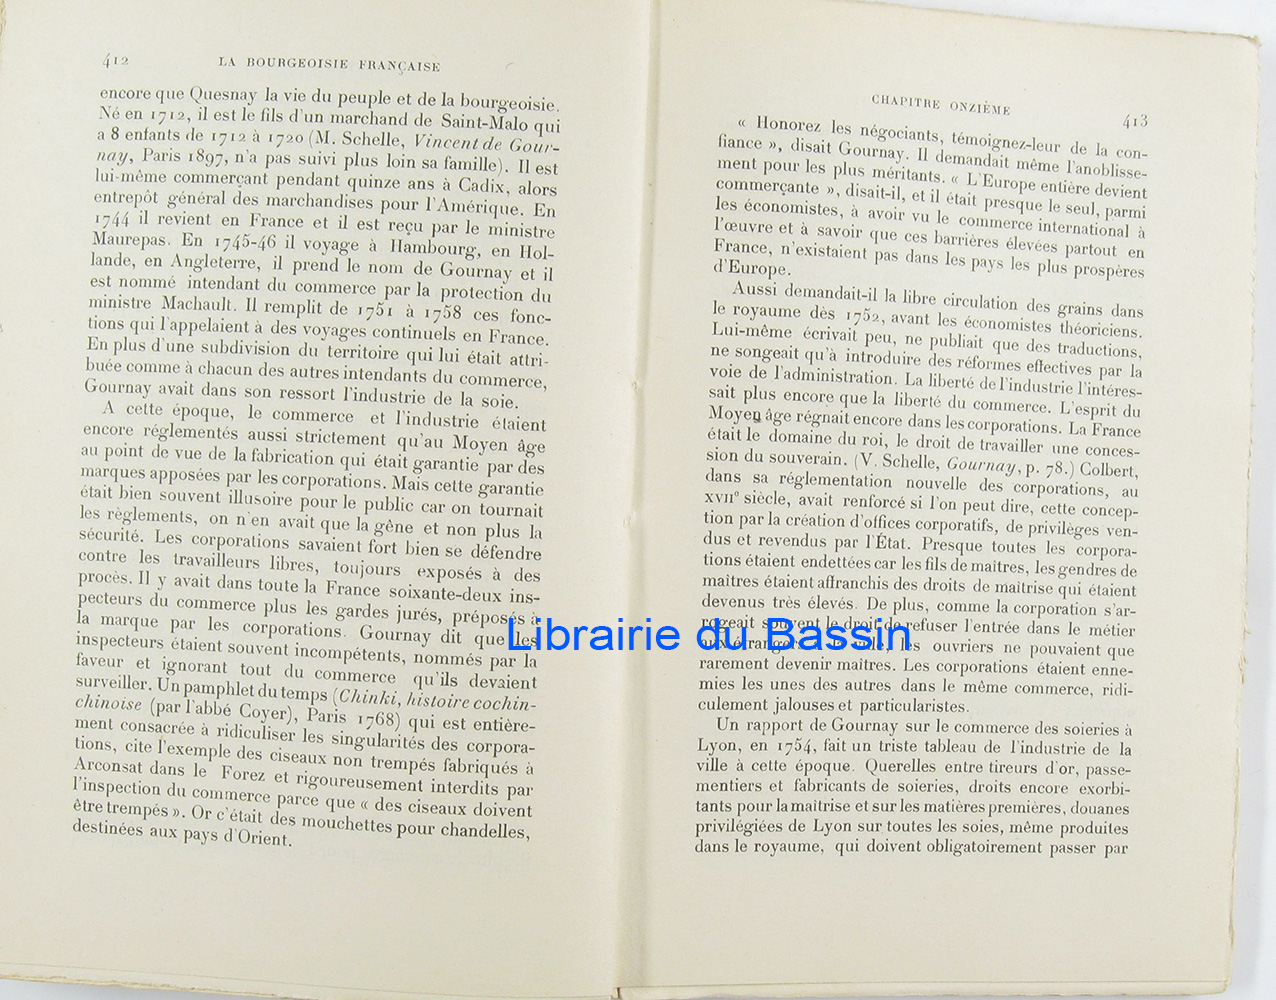 412
LA BOURGEOISIE FRANÇAISE
encore que Quesnay la vie du peuple et de la bourgeoisie.
Né en 1712, il est le fils d'un marchand de Saint-Malo qui
a 8 enfants de 1712 à 1720 (M. Schelle, Vincent de Gour-
nay, Paris 1897, n'a pas suivi plus loin sa famille). Il est
lui-même commerçant pendant quinze ans à Cadix, alors
entrepôt général des marchandises pour l'Amérique. En
1744 il revient en France et il est reçu par le ministre
Maurepas. En 1745-46 il voyage à Hambourg, en Hol-
lande, en Angleterre, il prend le nom de Gournay et il
est nommé intendant du commerce par la protection du
ministre Machault. Il remplit de 1751 à 1758 ces fonc-
tions qui l'appelaient à des voyages continuels en France.
En plus d'une subdivision du territoire qui lui était attri-
buée comme à chacun des autres intendants du commerce,
Gournay avait dans son ressort l'industrie de la soie.
A cette époque, le commerce et l'industrie étaient
encore réglementés aussi strictement qu'au Moyen âge
au point de vue de la fabrication qui était garantie par des
marques apposées par les corporations. Mais cette garantie
était bien souvent illusoire pour le public car on tournait
les règlements, on n'en avait que la gêne et non plus la
sécurité. Les corporations savaient fort bien se défendre
contre les travailleurs libres, toujours exposés à des
procès. Il y avait dans toute la France soixante-deux ins-
pecteurs du commerce plus les gardes jurés, préposés à
la marque par les corporations. Gournay dit que les
inspecteurs étaient souvent incompétents, nommés par la
faveur et ignorant tout du commerce qu'ils devaient
surveiller. Un pamphlet du temps (Chinki, histoire cochin-
chinoise (par l'abbé Coyer), Paris 1768) qui est entière-
ment consacrée à ridiculiser les singularités des corpora-
tions, cite l'exemple des ciseaux non trempés fabriqués à
Arconsat dans le Forez et rigoureusement interdits par
l'inspection du commerce parce que « des ciseaux doivent
être trempés ». Or c'était des mouchettes pour chandelles,
destinées aux pays d'Orient.
CHAPITRE ONZIÈME
413
« Honorez les négociants, témoignez-leur de la con-
fiance », disait Gournay. Il demandait même l'anoblisse-
ment pour les plus méritants. « L'Europe entière devient
commerçante », disait-il, et il était presque le seul, parmi
les économistes, à avoir vu le commerce international à
l'œuvre et à savoir que ces barrières élevées partout en
France, n'existaient pas dans les pays les plus prospères
d'Europe.
Aussi demandait-il la libre circulation des grains dans
le royaume dès 1752, avant les économistes théoriciens.
Lui-même écrivait peu, ne publiait que des traductions,
ne songeait qu'à introduire des réformes effectives par la
voie de l'administration. La liberté de l'industrie l'intéres-
sait plus encore que la liberté du commerce. L'esprit du
Moyen âge régnait encore dans les corporations. La France
était le domaine du roi, le droit de travailler une conces-
sion du souverain. (V. Schelle, Gournay, p. 78.) Colbert,
dans sa réglementation nouvelle des corporations, au
XVIIe siècle, avait renforcé si l'on peut dire, cette concep-
tion par la création d'offices corporatifs, de privilèges ven-
dus et revendus par l'État. Presque toutes les corpora-
tions étaient endettées car les fils de maîtres, les gendres de
maîtres étaient affranchis des droits de maîtrise qui étaient
devenus très élevés. De plus, comme la corporation s'ar-
rogeait souvent le droit de refuser l'entrée dans le métier
aux étrangers à la ville, les ouvriers ne pouvaient que
rarement devenir maîtres. Les corporations étaient enne-
mies les unes des autres dans le même commerce, ridi-
culement jalouses et particularistes.
Un rapport de Gournay sur le commerce des soieries à
Lyon, en 1754, fait un triste tableau de l'industrie de la
ville à cette époque. Querelles entre tireurs d'or, passe-
mentiers et fabricants de soieries, droits encore exorbi-
tants pour la maîtrise et sur les matières premières, douanes
privilégiées de Lyon sur toutes les soies, même produites
dans le royaume, qui doivent obligatoirement passer par
Librairie du Bassin